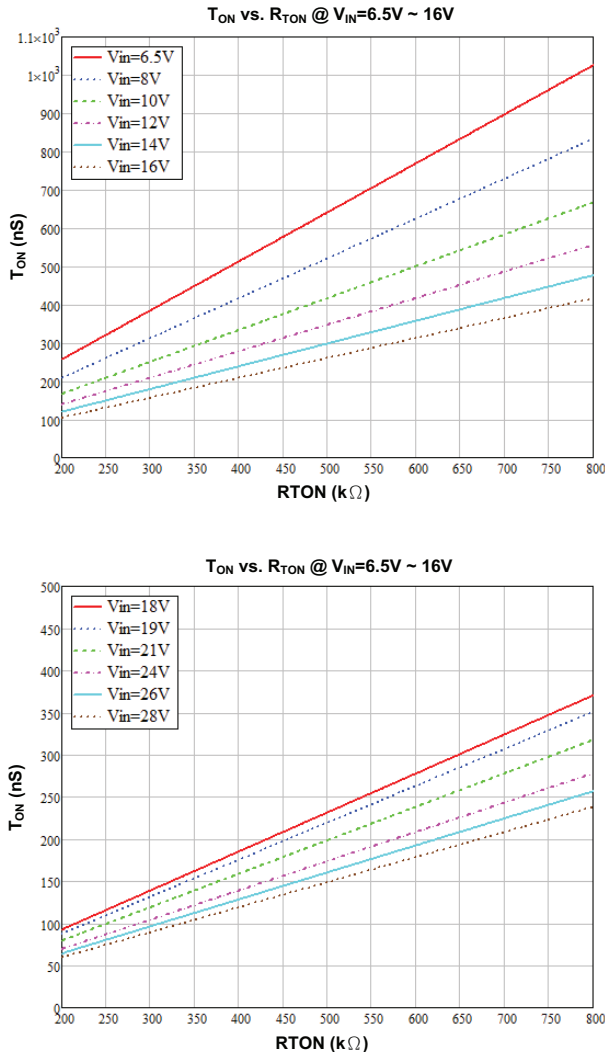 TON vs. RTON @ VIN=6.5V ~ 16V
1.1×10³
1×10³
900
800
700
600
500
400
300
200
100
0
TON (nS)
Vin=6.5V
Vin=8V
Vin=10V
Vin=12V
Vin=14V
Vin=16V
200 250 300 350 400 450 500 550 600 650 700 750 800
RTON (kΩ)
TON vs. RTON @ VIN=6.5V ~ 16V
500
450
400
350
300
250
200
150
100
50
0
TON (nS)
Vin=18V
Vin=19V
Vin=21V
Vin=24V
Vin=26V
Vin=28V
200 250 300 350 400 450 500 550 600 650 700 750 800
RTON (kΩ)